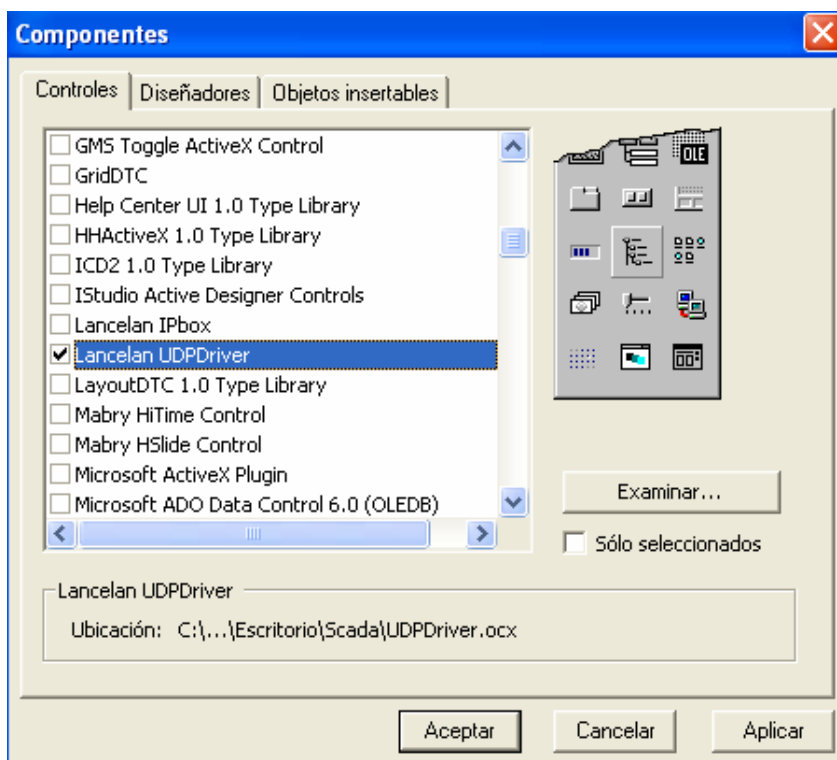 Componentes
Controles
Diseñadores
Objetos insertables
GMS Toggle ActiveX Control
GridDTC
Help Center UI 1.0 Type Library
HHActiveX 1.0 Type Library
ICD2 1.0 Type Library
IStudio Active Designer Controls
Lancelan IPbox
Lancelan UDPDriver
LayoutDTC 1.0 Type Library
Mabry HiTime Control
Mabry HSlide Control
Microsoft ActiveX Plugin
Microsoft ADO Data Control 6.0 (OLEDB)
OLE
Examinar...
Sólo seleccionados
Lancelan UDPDriver
Ubicación: C:\...\Escritorio\Scada\UDPDriver.ocx
Aceptar
Cancelar
Aplicar